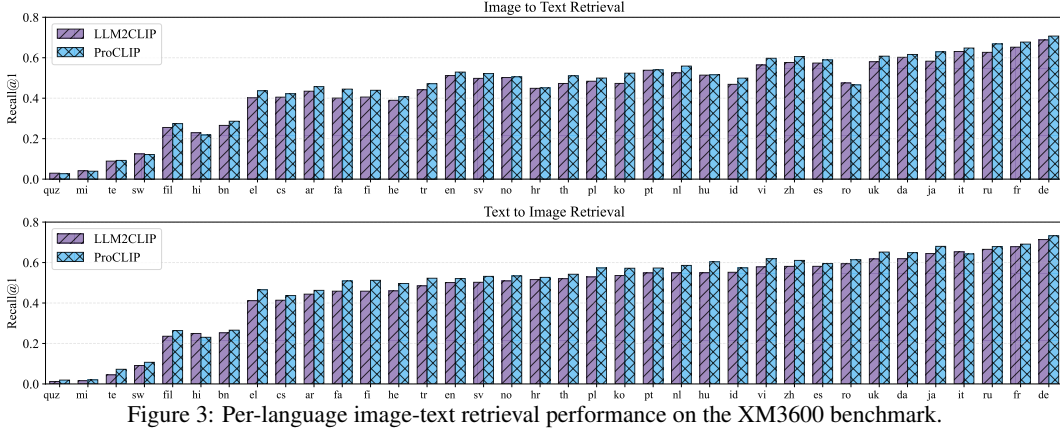 Image to Text Retrieval
0.8
0.6
0.4
0.2
0.0
Recall@1
LLM2CLIP
ProCLIP
quz mi te sw fil hi bn el cs ar fa fi he tr en sv no hr th pl ko pt nl hu id vi zh es ro uk da ja it ru fr de
Text to Image Retrieval
0.8
0.6
0.4
0.2
0.0
Recall@1
LLM2CLIP
ProCLIP
quz mi te sw fil hi bn el cs ar fa fi he tr en sv no hr th pl ko pt nl hu id vi zh es ro uk da ja it ru fr de
Figure 3: Per-language image-text retrieval performance on the XM3600 benchmark.